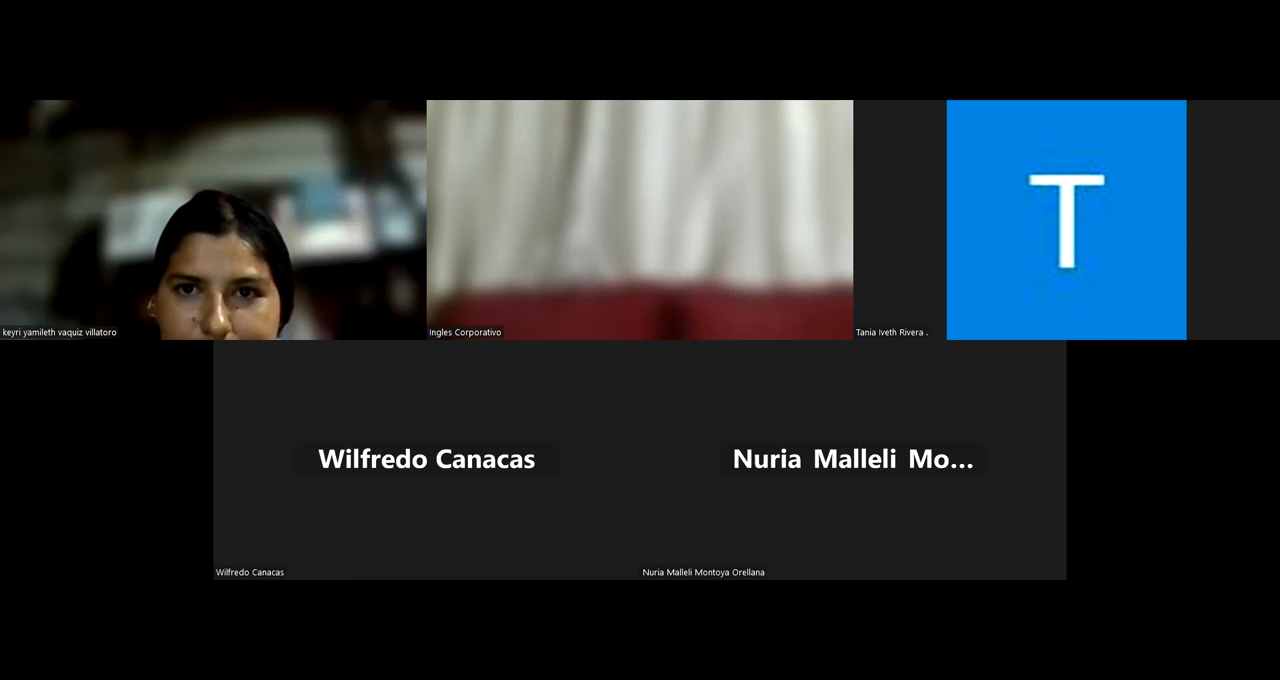 keyri yamileth vaquiz villatoro
Ingles Corporativo
Tania Iveth Rivera .
T
Wilfredo Canacas
Nuria Malleli Mo...
Wilfredo Canacas
Nuria Malleli Montoya Orellana